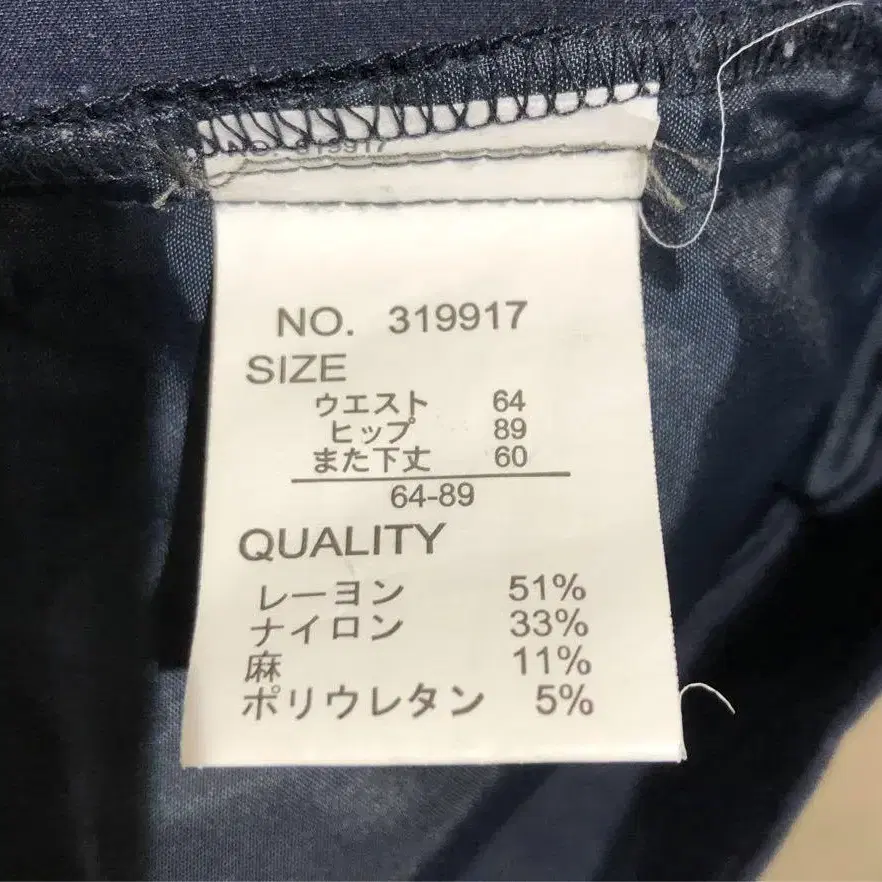 NO. 319917
NO. 319917
SIZE
ウエスト 64
ヒップ 89
また下丈 60
64-89
QUALITY
レーヨン 51%
ナイロン 33%
麻 11%
ポリウレタン 5%